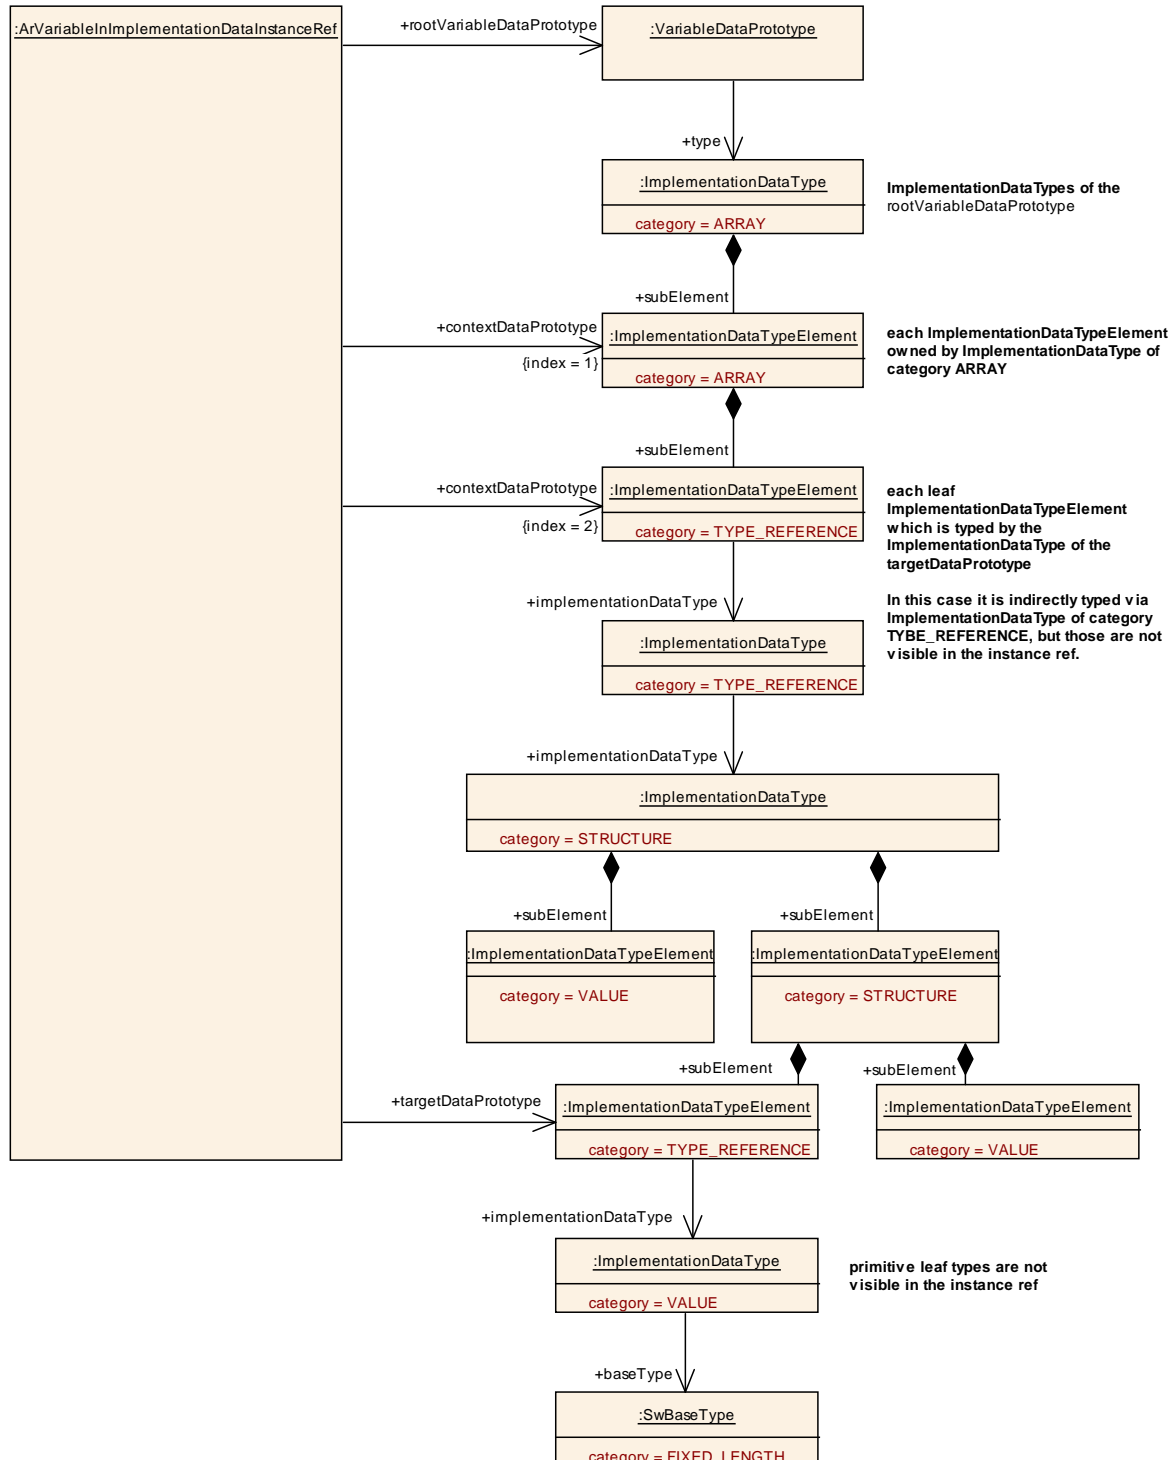 :ArVariableInImplementationDataInstanceRef
+rootVariableDataPrototype
:VariableDataPrototype
+type
:ImplementationDataType
category = ARRAY
ImplementationDataTypes of the
rootVariableDataPrototype
+subElement
+contextDataPrototype
{index = 1}
:ImplementationDataTypeElement
category = ARRAY
each ImplementationDataTypeElement
owned by ImplementationDataType of
category ARRAY
+subElement
+contextDataPrototype
{index = 2}
:ImplementationDataTypeElement
category = TYPE_REFERENCE
each leaf
ImplementationDataTypeElement
which is typed by the
ImplementationDataType of the
targetDataPrototype
In this case it is indirectly typed via
ImplementationDataType of category
TYBE_REFERENCE, but those are not
visible in the instance ref.
+implementationDataType
:ImplementationDataType
category = TYPE_REFERENCE
+implementationDataType
:ImplementationDataType
category = STRUCTURE
+subElement
+subElement
:ImplementationDataTypeElement
category = VALUE
:ImplementationDataTypeElement
category = STRUCTURE
+subElement
+subElement
+targetDataPrototype
:ImplementationDataTypeElement
category = TYPE_REFERENCE
:ImplementationDataTypeElement
category = VALUE
+implementationDataType
:ImplementationDataType
category = VALUE
primitive leaf types are not
visible in the instance ref
+baseType
:SwBaseType
category = FIXED_LENGTH